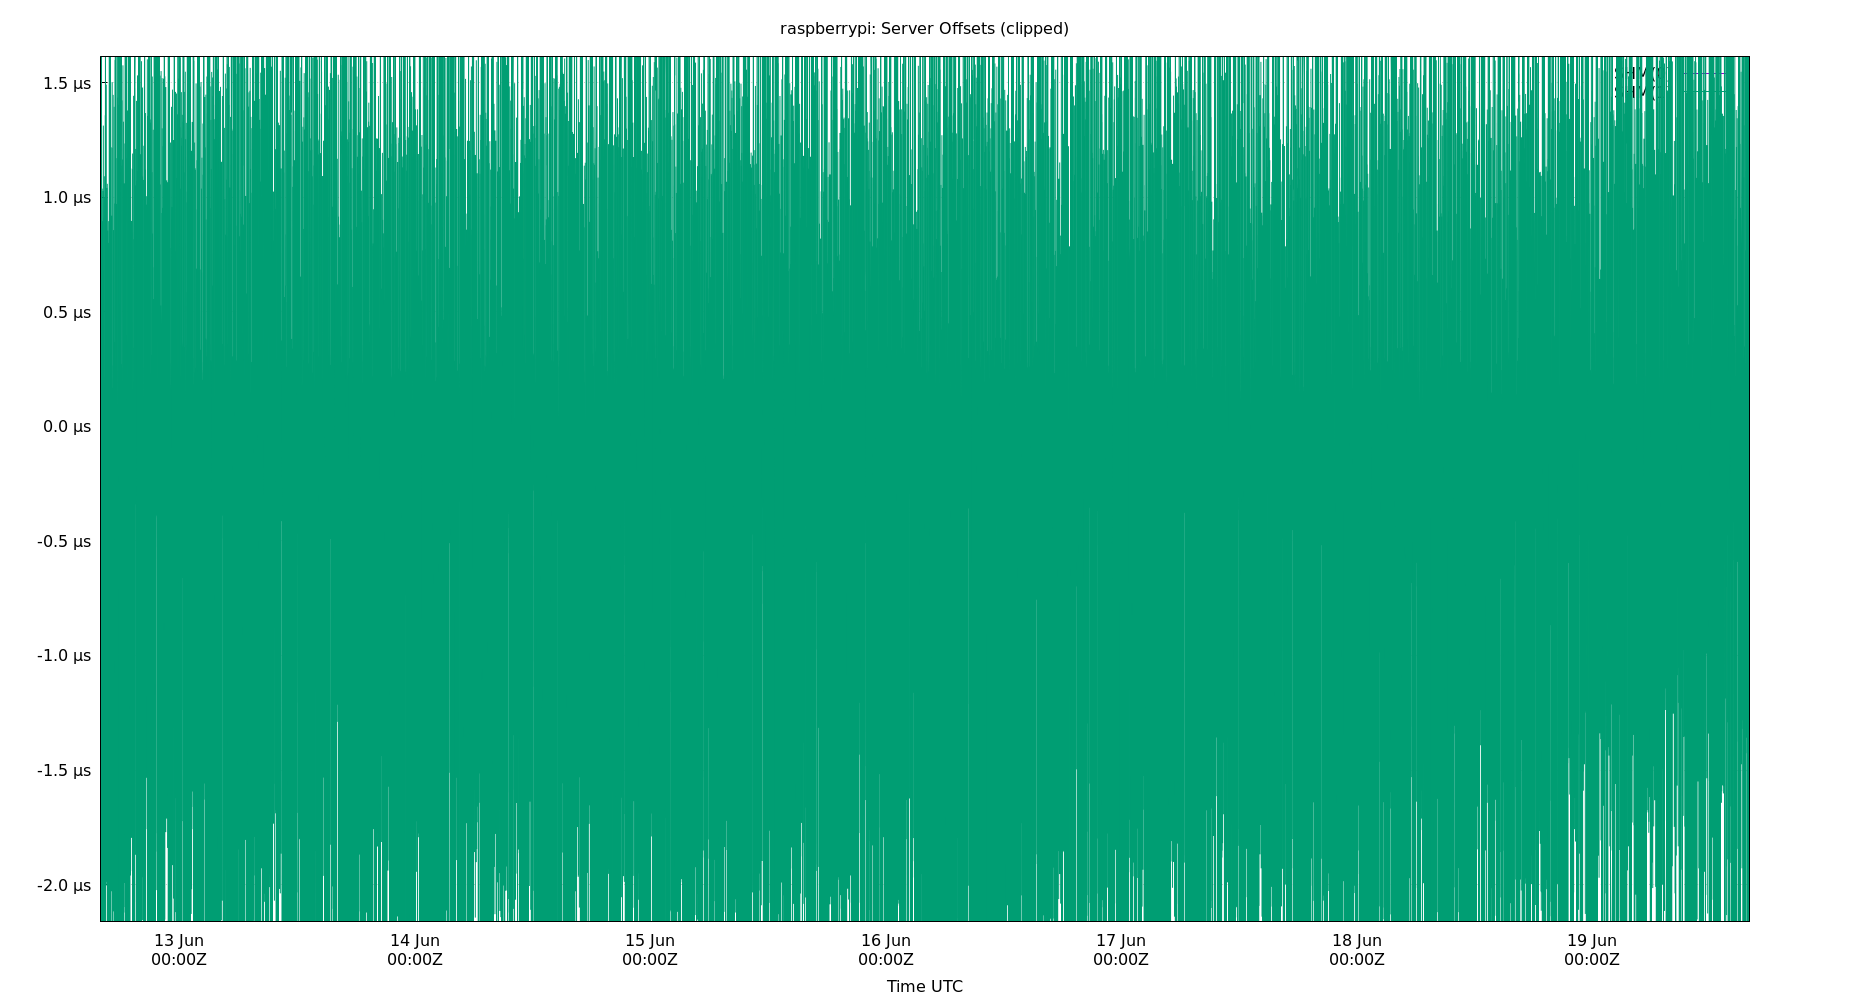 raspberrypi: Server Offsets (clipped)
1.5 µs
1.0 µs
0.5 µs
0.0 µs
-0.5 µs
-1.0 µs
-1.5 µs
-2.0 µs
13 Jun 14 Jun 15 Jun 16 Jun 17 Jun 18 Jun 19 Jun
00:00Z 00:00Z 00:00Z 00:00Z 00:00Z 00:00Z 00:00Z
Time UTC